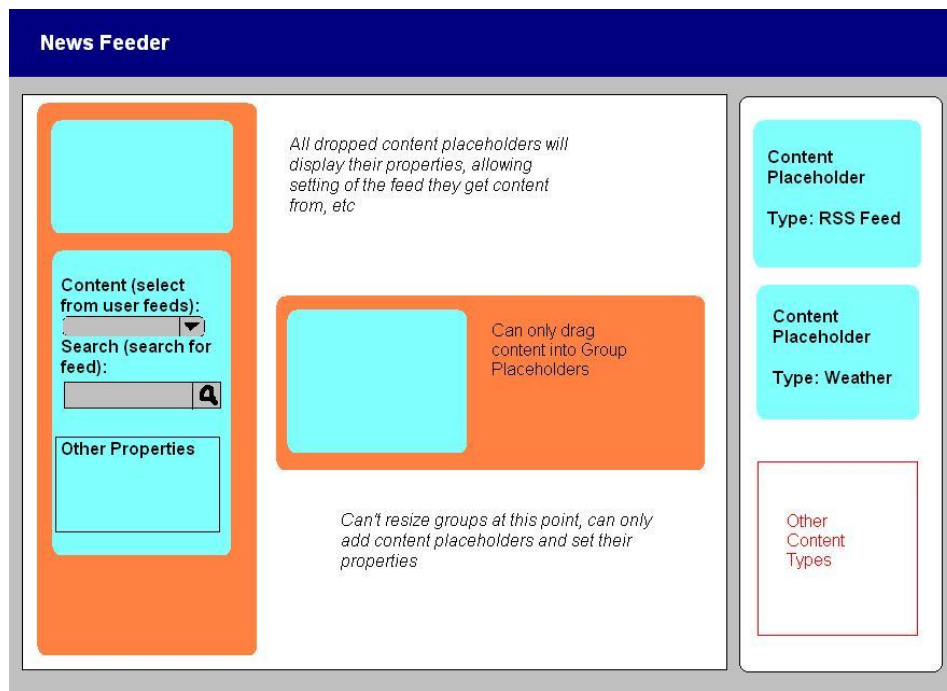 News Feeder
All dropped content placeholders will
display their properties, allowing
setting of the feed they get content
from, etc
Content (select
from user feeds):
Search (search for
feed):
Other Properties
Can only drag
content into Group
Placeholders
Can't resize groups at this point, can only
add content placeholders and set their
properties
Content
Placeholder
Type: RSS Feed
Content
Placeholder
Type: Weather
Other
Content
Types